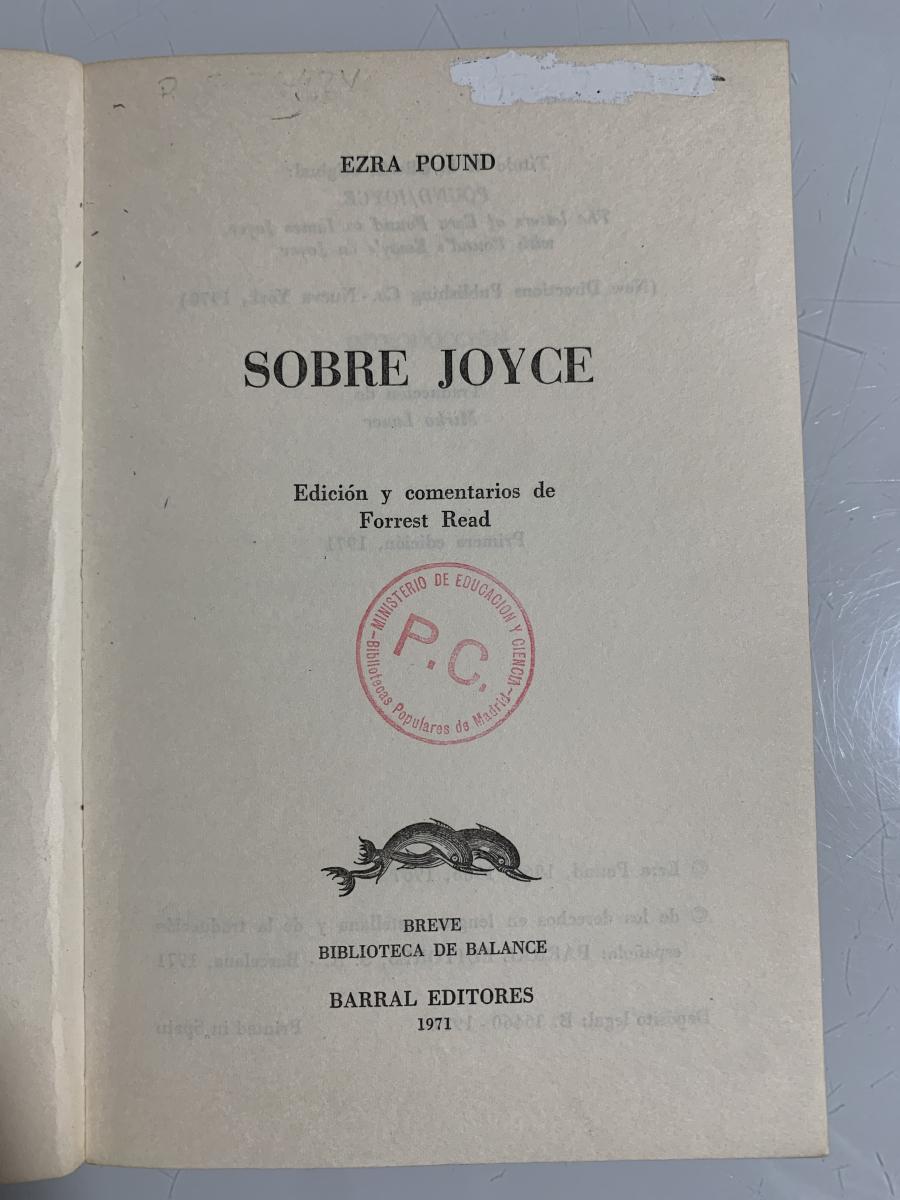 EZRA POUND
SOBRE JOYCE
Edición y comentarios de
Forrest Read
MINISTERIO DE EDUCACION Y CIENCIA
P.C.
Bibliotecas Populares de Madrid
BREVE
BIBLIOTECA DE BALANCE
BARRAL EDITORES
1971